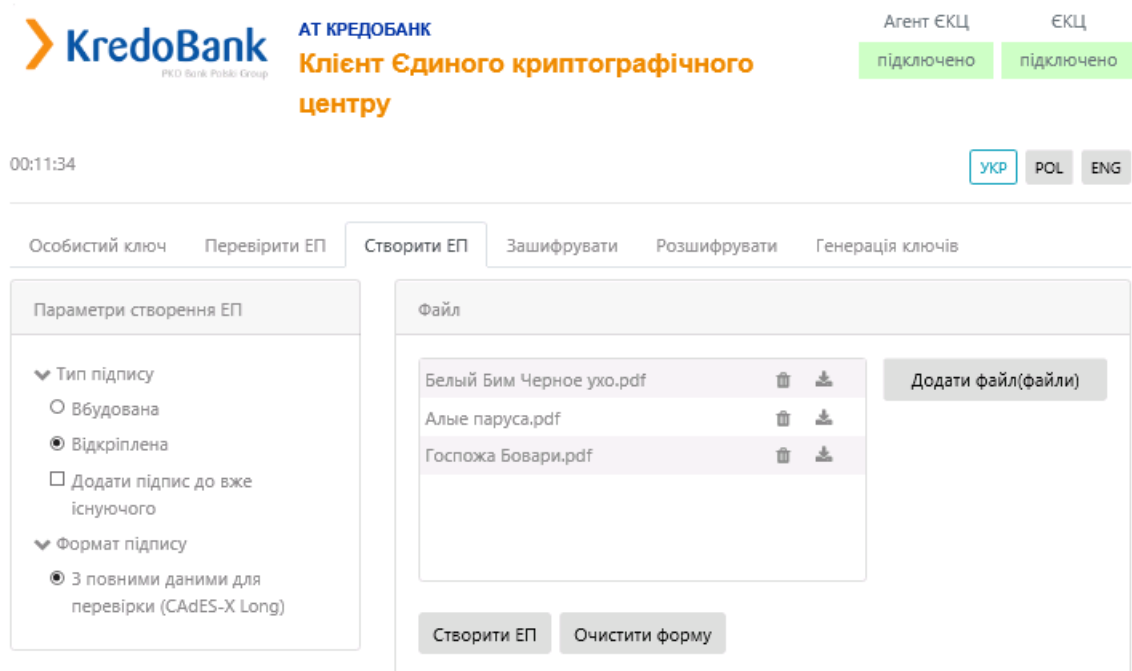 KredoBank
PKO Bank Polski Group
АТ КРЕДОБАНК
Клієнт Єдиного криптографічного
центру
Агент ЄКЦ
ЄКЦ
підключено
підключено
00:11:34
УКР POL ENG
Особистий ключ Перевірити ЕП Створити ЕП Зашифрувати Розшифрувати Генерація ключів
Параметри створення ЕП
Тип підпису
Вбудована
Відкріплена
Додати підпис до вже
існуючого
Формат підпису
З повними даними для
перевірки (CAdES-X Long)
Файл
Белый Бим Черное ухо.pdf
Алые паруса.pdf
Госпожа Бовари.pdf
Додати файл(файли)
Створити ЕП Очистити форму